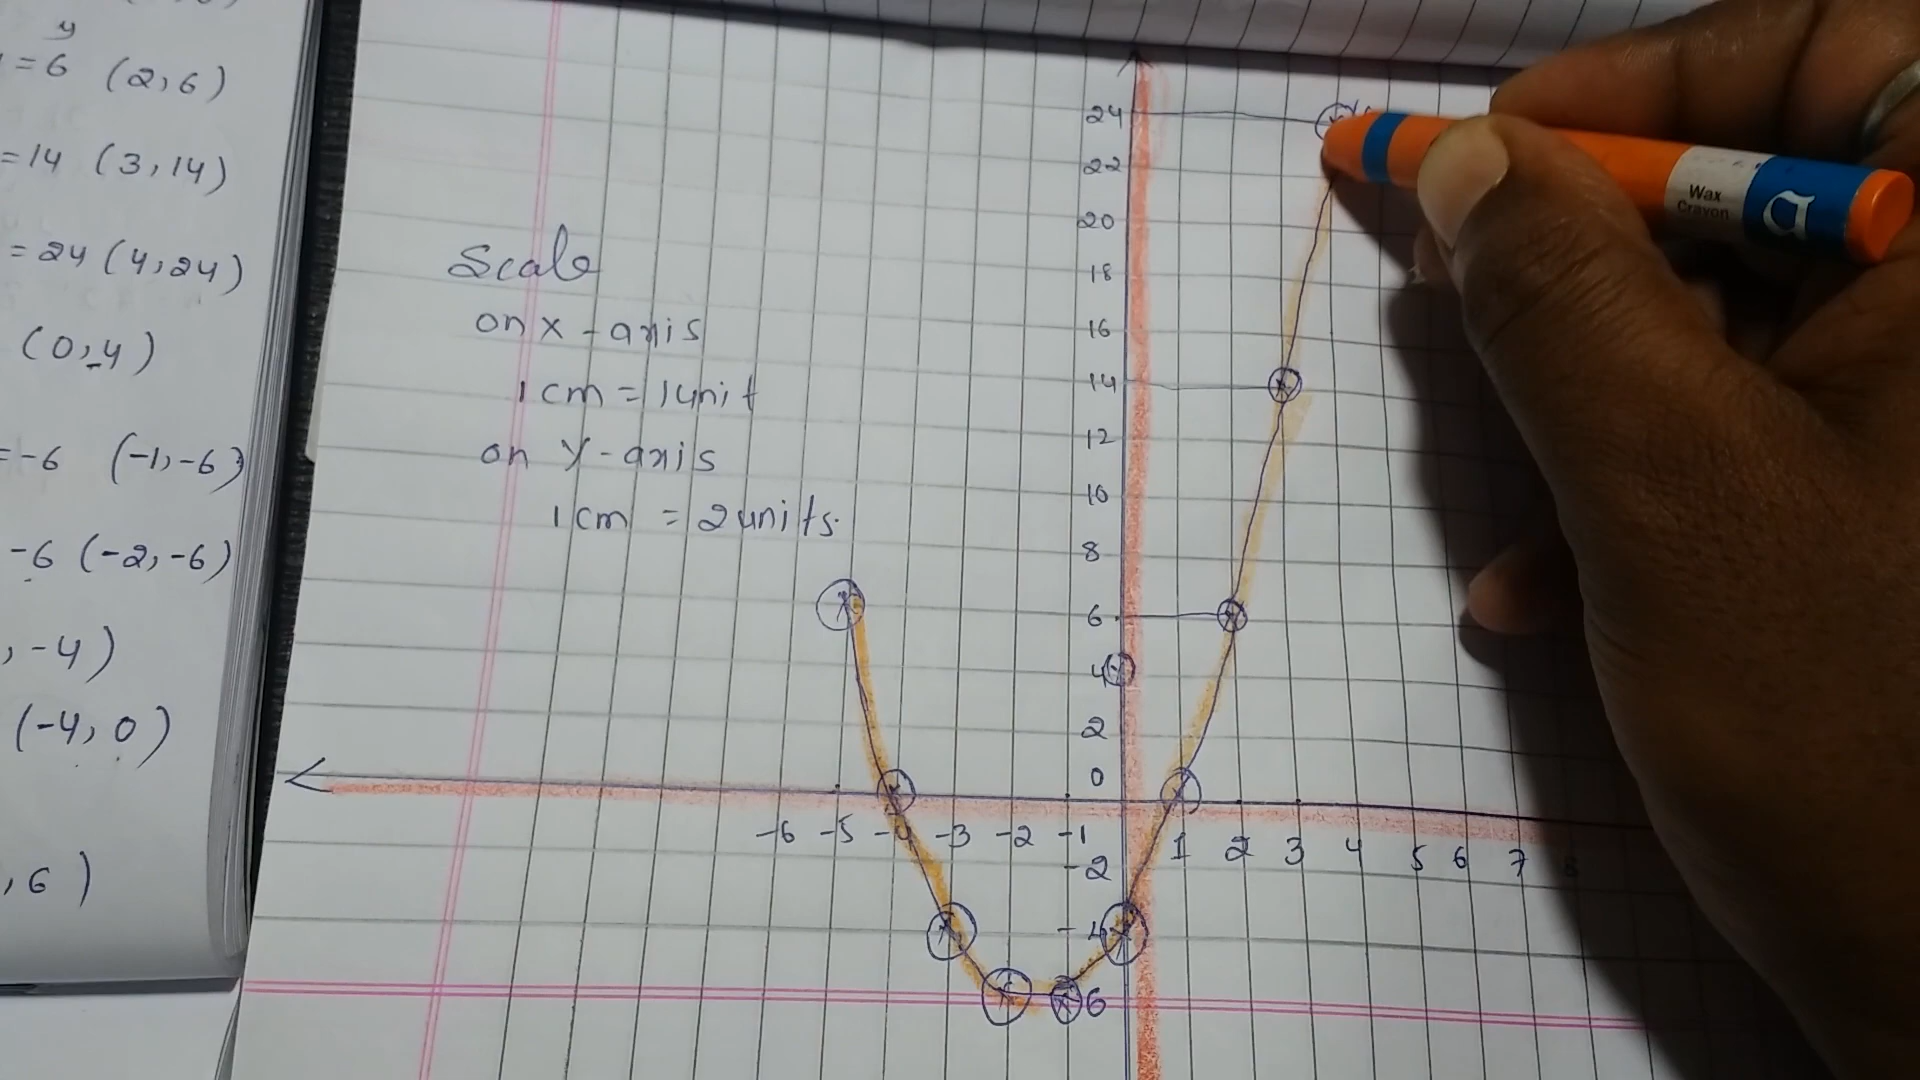 y
=6 (2,6)
=14 (3,14)
=24 (4,24)
(0,-4)
=-6 (-1,-6)
-6 (-2,-6)
,-4)
(-4,0)
,6)
Scale
on x-axis
1cm = 1unit
on y-axis
1cm = 2units.
24
22
20
18
16
14
12
10
8
6
4
2
0
-6 -5 -4 -3 -2 -1 1 2 3 4 5 6 7 8
-2
-4
6
Wax
Crayon